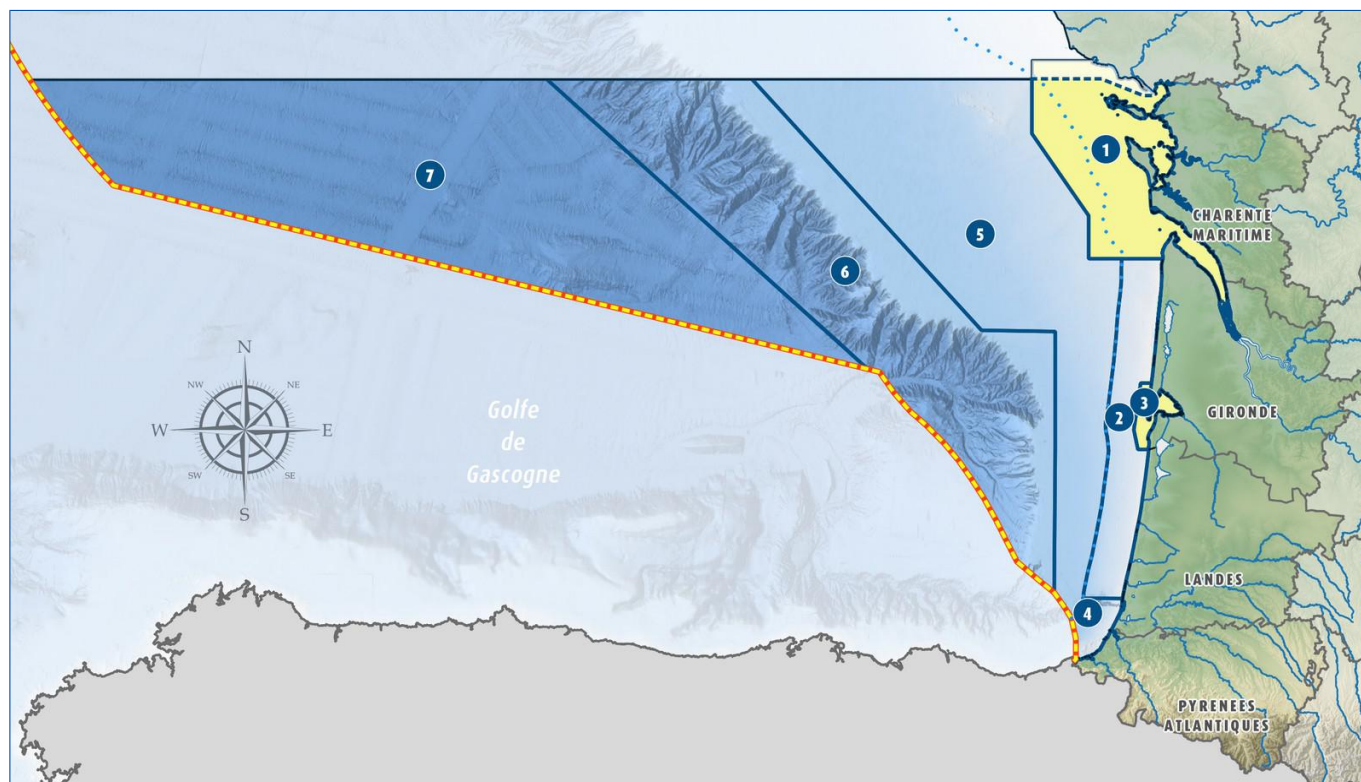 1
7
CHARENTE
MARITIME
5
6
N
NW
NE
W
E
SW
SE
S
Golfe
de
Gascogne
3
2
GIRONDE
LANDES
4
PYRENEES
ATLANTIQUES